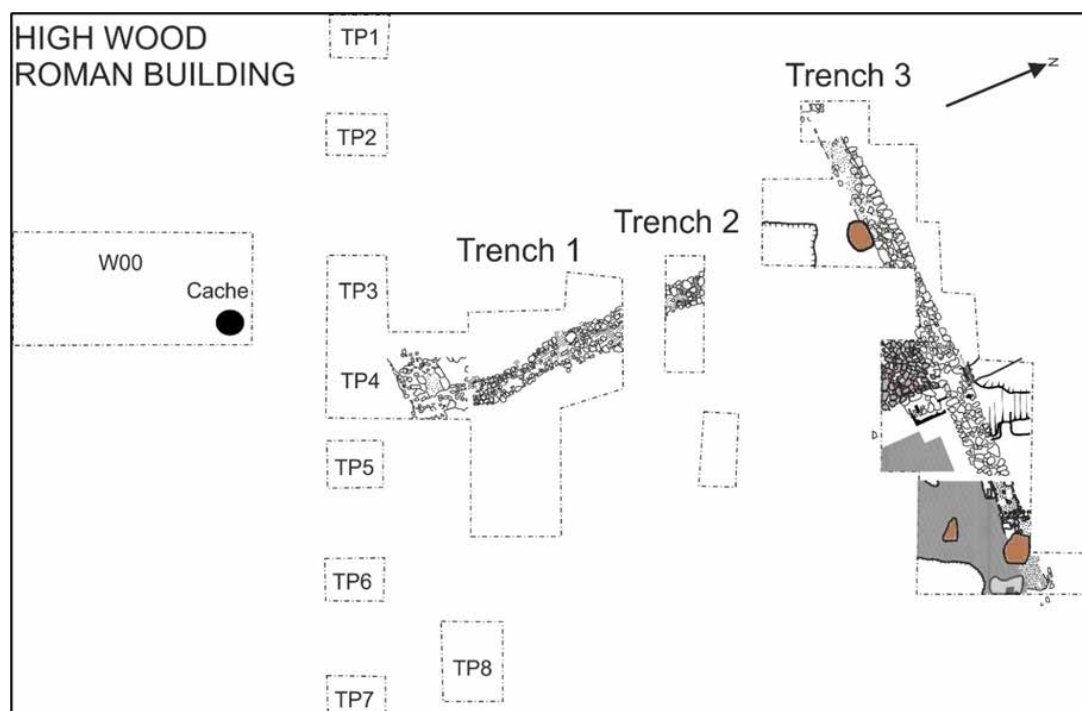 HIGH WOOD
ROMAN BUILDING
TP1
TP2
Trench 3
N
Trench 2
Trench 1
W00
Cache
TP3
TP4
TP5
TP6
TP8
TP7